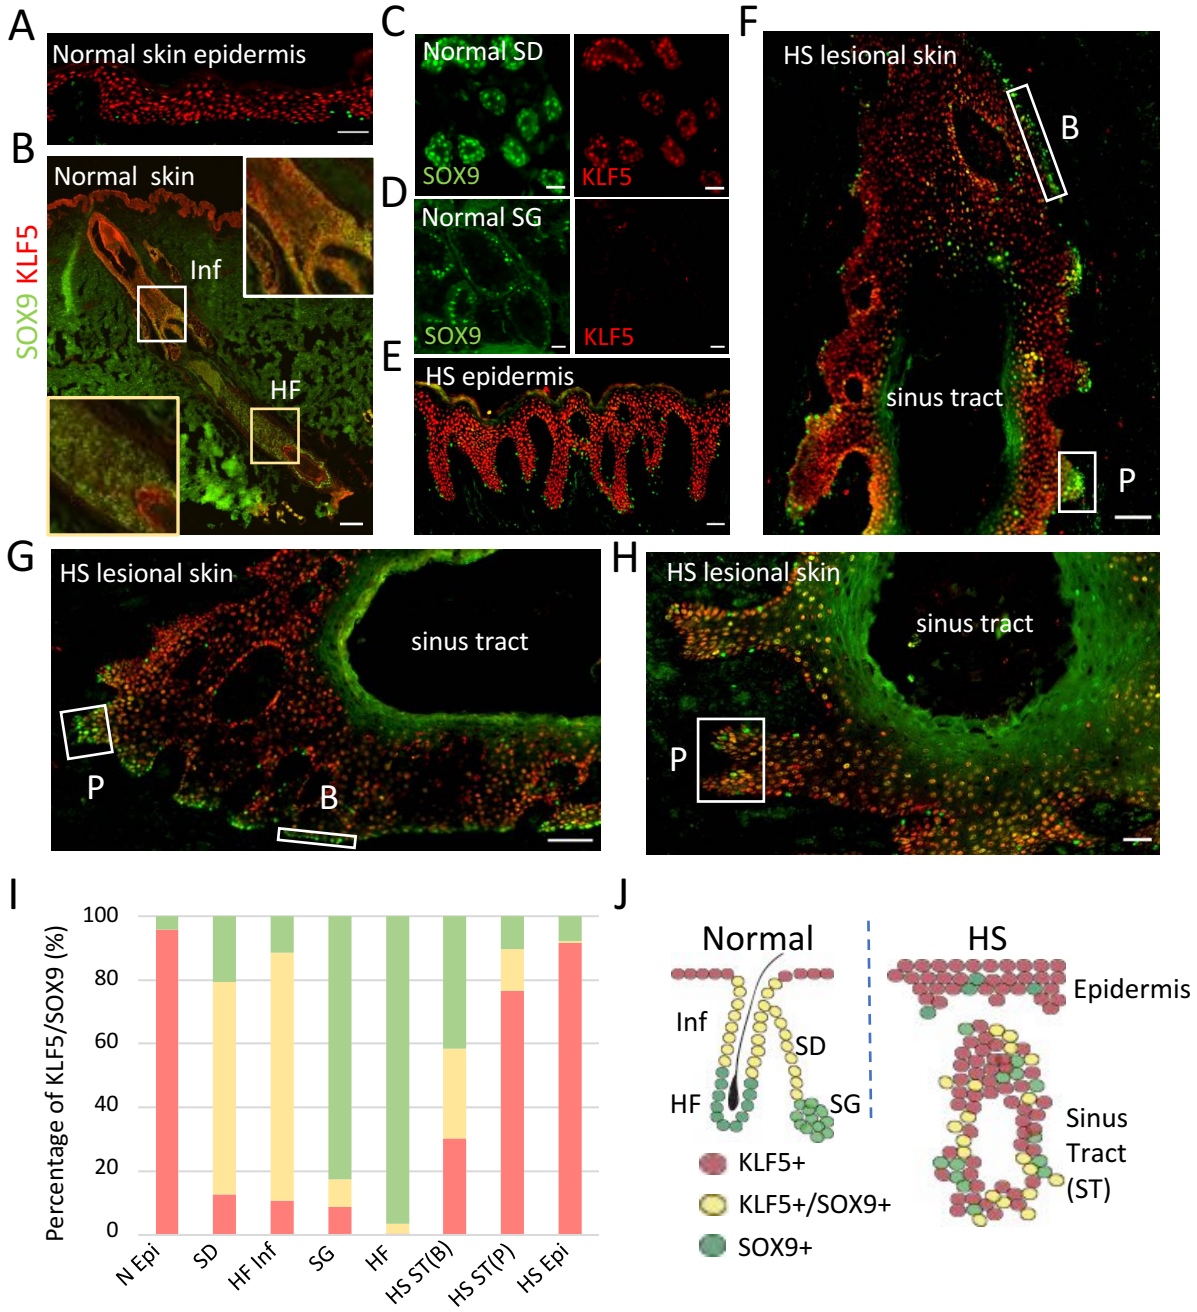 A
Normal skin epidermis
B
Normal skin
Inf
HF
SOX9 KLF5
C
Normal SD
SOX9
KLF5
D
Normal SG
SOX9
KLF5
E
HS epidermis
F
HS lesional skin
B
sinus tract
P
G
HS lesional skin
sinus tract
P
B
H
HS lesional skin
sinus tract
P
I
Percentage of KLF5/SOX9 (%)
100
80
60
40
20
0
N Epi
SD
HF Inf
SG
HF
HS ST(B)
HS ST(P)
HS Epi
J
Normal
HS
Epidermis
Inf
SD
HF
SG
Sinus
Tract
(ST)
KLF5+
KLF5+/SOX9+
SOX9+